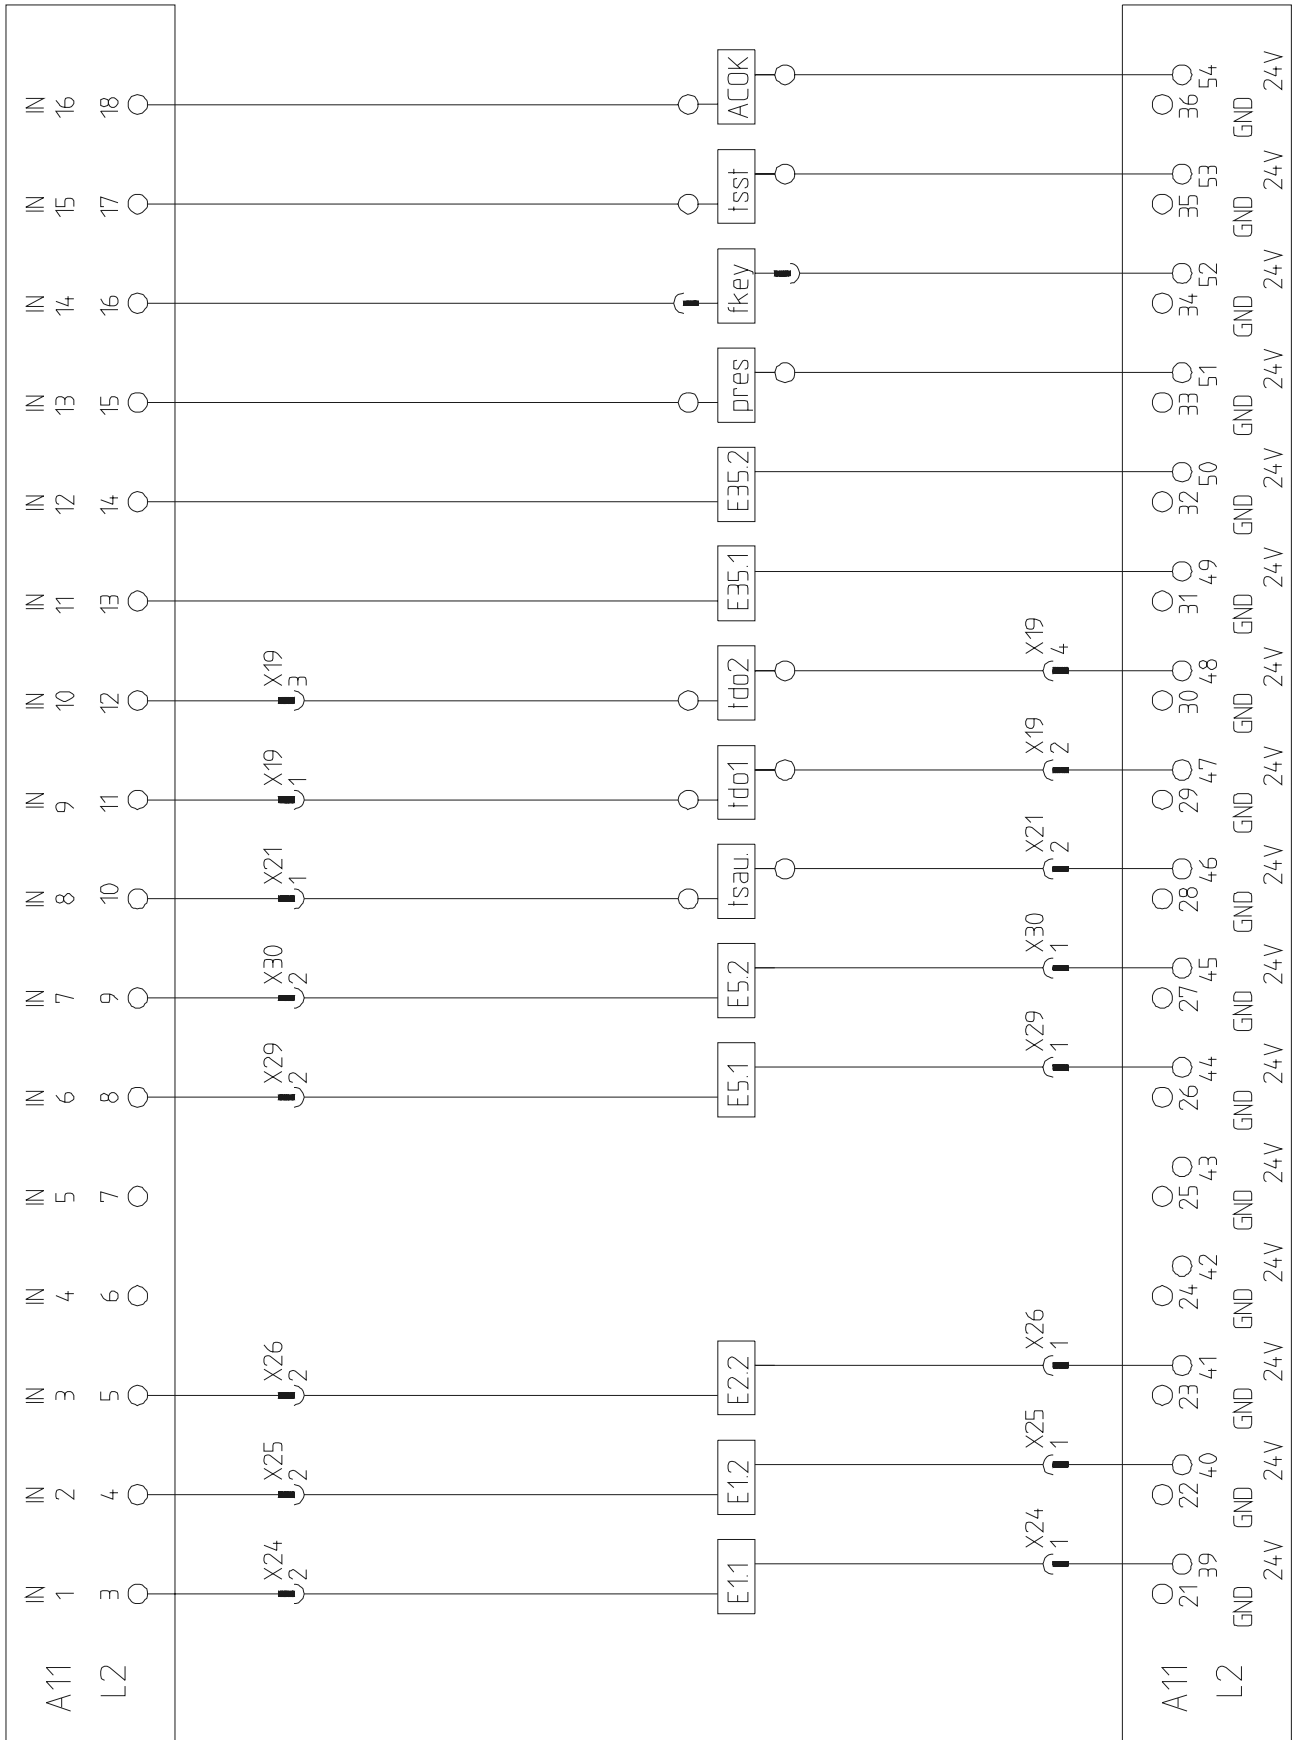 IN IN IN IN IN IN IN IN IN IN IN IN IN IN IN IN
A11 1 2 3 4 5 6 7 8 9 10 11 12 13 14 15 16
L2 3 4 5 6 7 8 9 10 11 12 13 14 15 16 17 18
X24 X25 X26 X29 X30 X21 X19 X19
2 2 2 2 2 1 1 3
E1.1 E1.2 E2.2 E5.1 E5.2 tsau. tdo1 tdo2 E35.1 E35.2 pres fkey tsst ACOK
X24 X25 X26 X29 X30 X21 X19 X19
1 1 1 1 1 2 2 4
A11 21 22 23 24 25 26 27 28 29 30 31 32 33 34 35 36
39 40 41 42 43 44 45 46 47 48 49 50 51 52 53 54
L2 GND GND GND GND GND GND GND GND GND GND GND GND GND GND GND GND
24V 24V 24V 24V 24V 24V 24V 24V 24V 24V 24V 24V 24V 24V 24V 24V